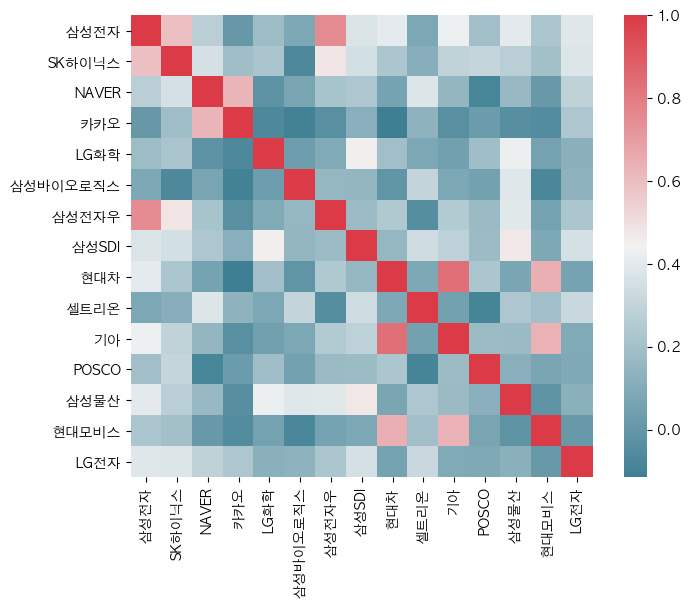 삼성전자
SK하이닉스
NAVER
카카오
LG화학
삼성바이오로직스
삼성전자우
삼성SDI
현대차
셀트리온
기아
POSCO
삼성물산
현대모비스
LG전자
삼성전자
SK하이닉스
NAVER
카카오
LG화학
삼성바이오로직스
삼성전자우
삼성SDI
현대차
셀트리온
기아
POSCO
삼성물산
현대모비스
LG전자
1.0
0.8
0.6
0.4
0.2
0.0